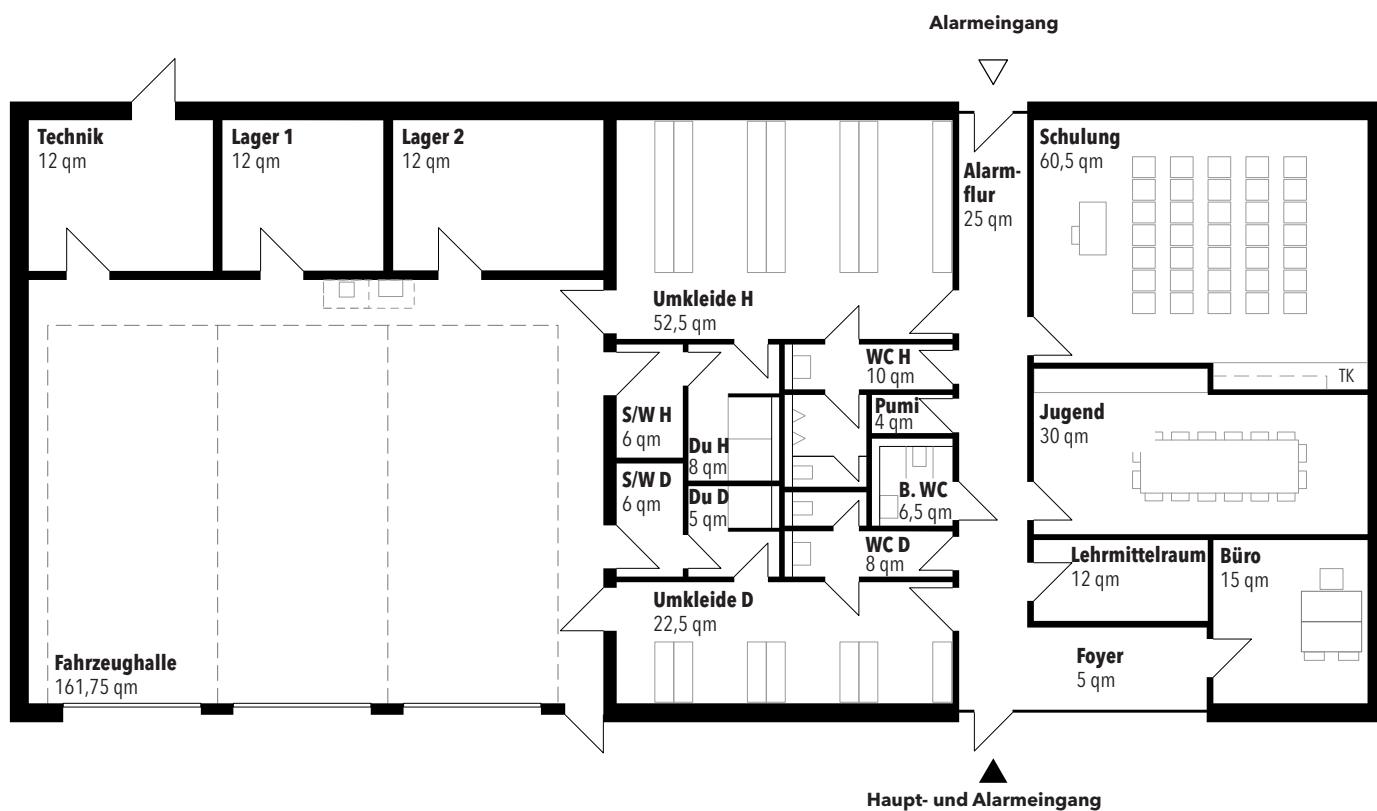 Alarmeingang
Technik
12 qm
Lager 1
12 qm
Lager 2
12 qm
Alarm-
flur
25 qm
Schulung
60,5 qm
Umkleide H
52,5 qm
WC H
10 qm
TK
S/W H
6 qm
Du H
8 qm
Pumi
4 qm
Jugend
30 qm
S/W D
6 qm
Du D
5 qm
B. WC
6,5 qm
WC D
8 qm
Lehrmittelraum
12 qm
Büro
15 qm
Umkleide D
22,5 qm
Fahrzeughalle
161,75 qm
Foyer
5 qm
Haupt- und Alarmeingang